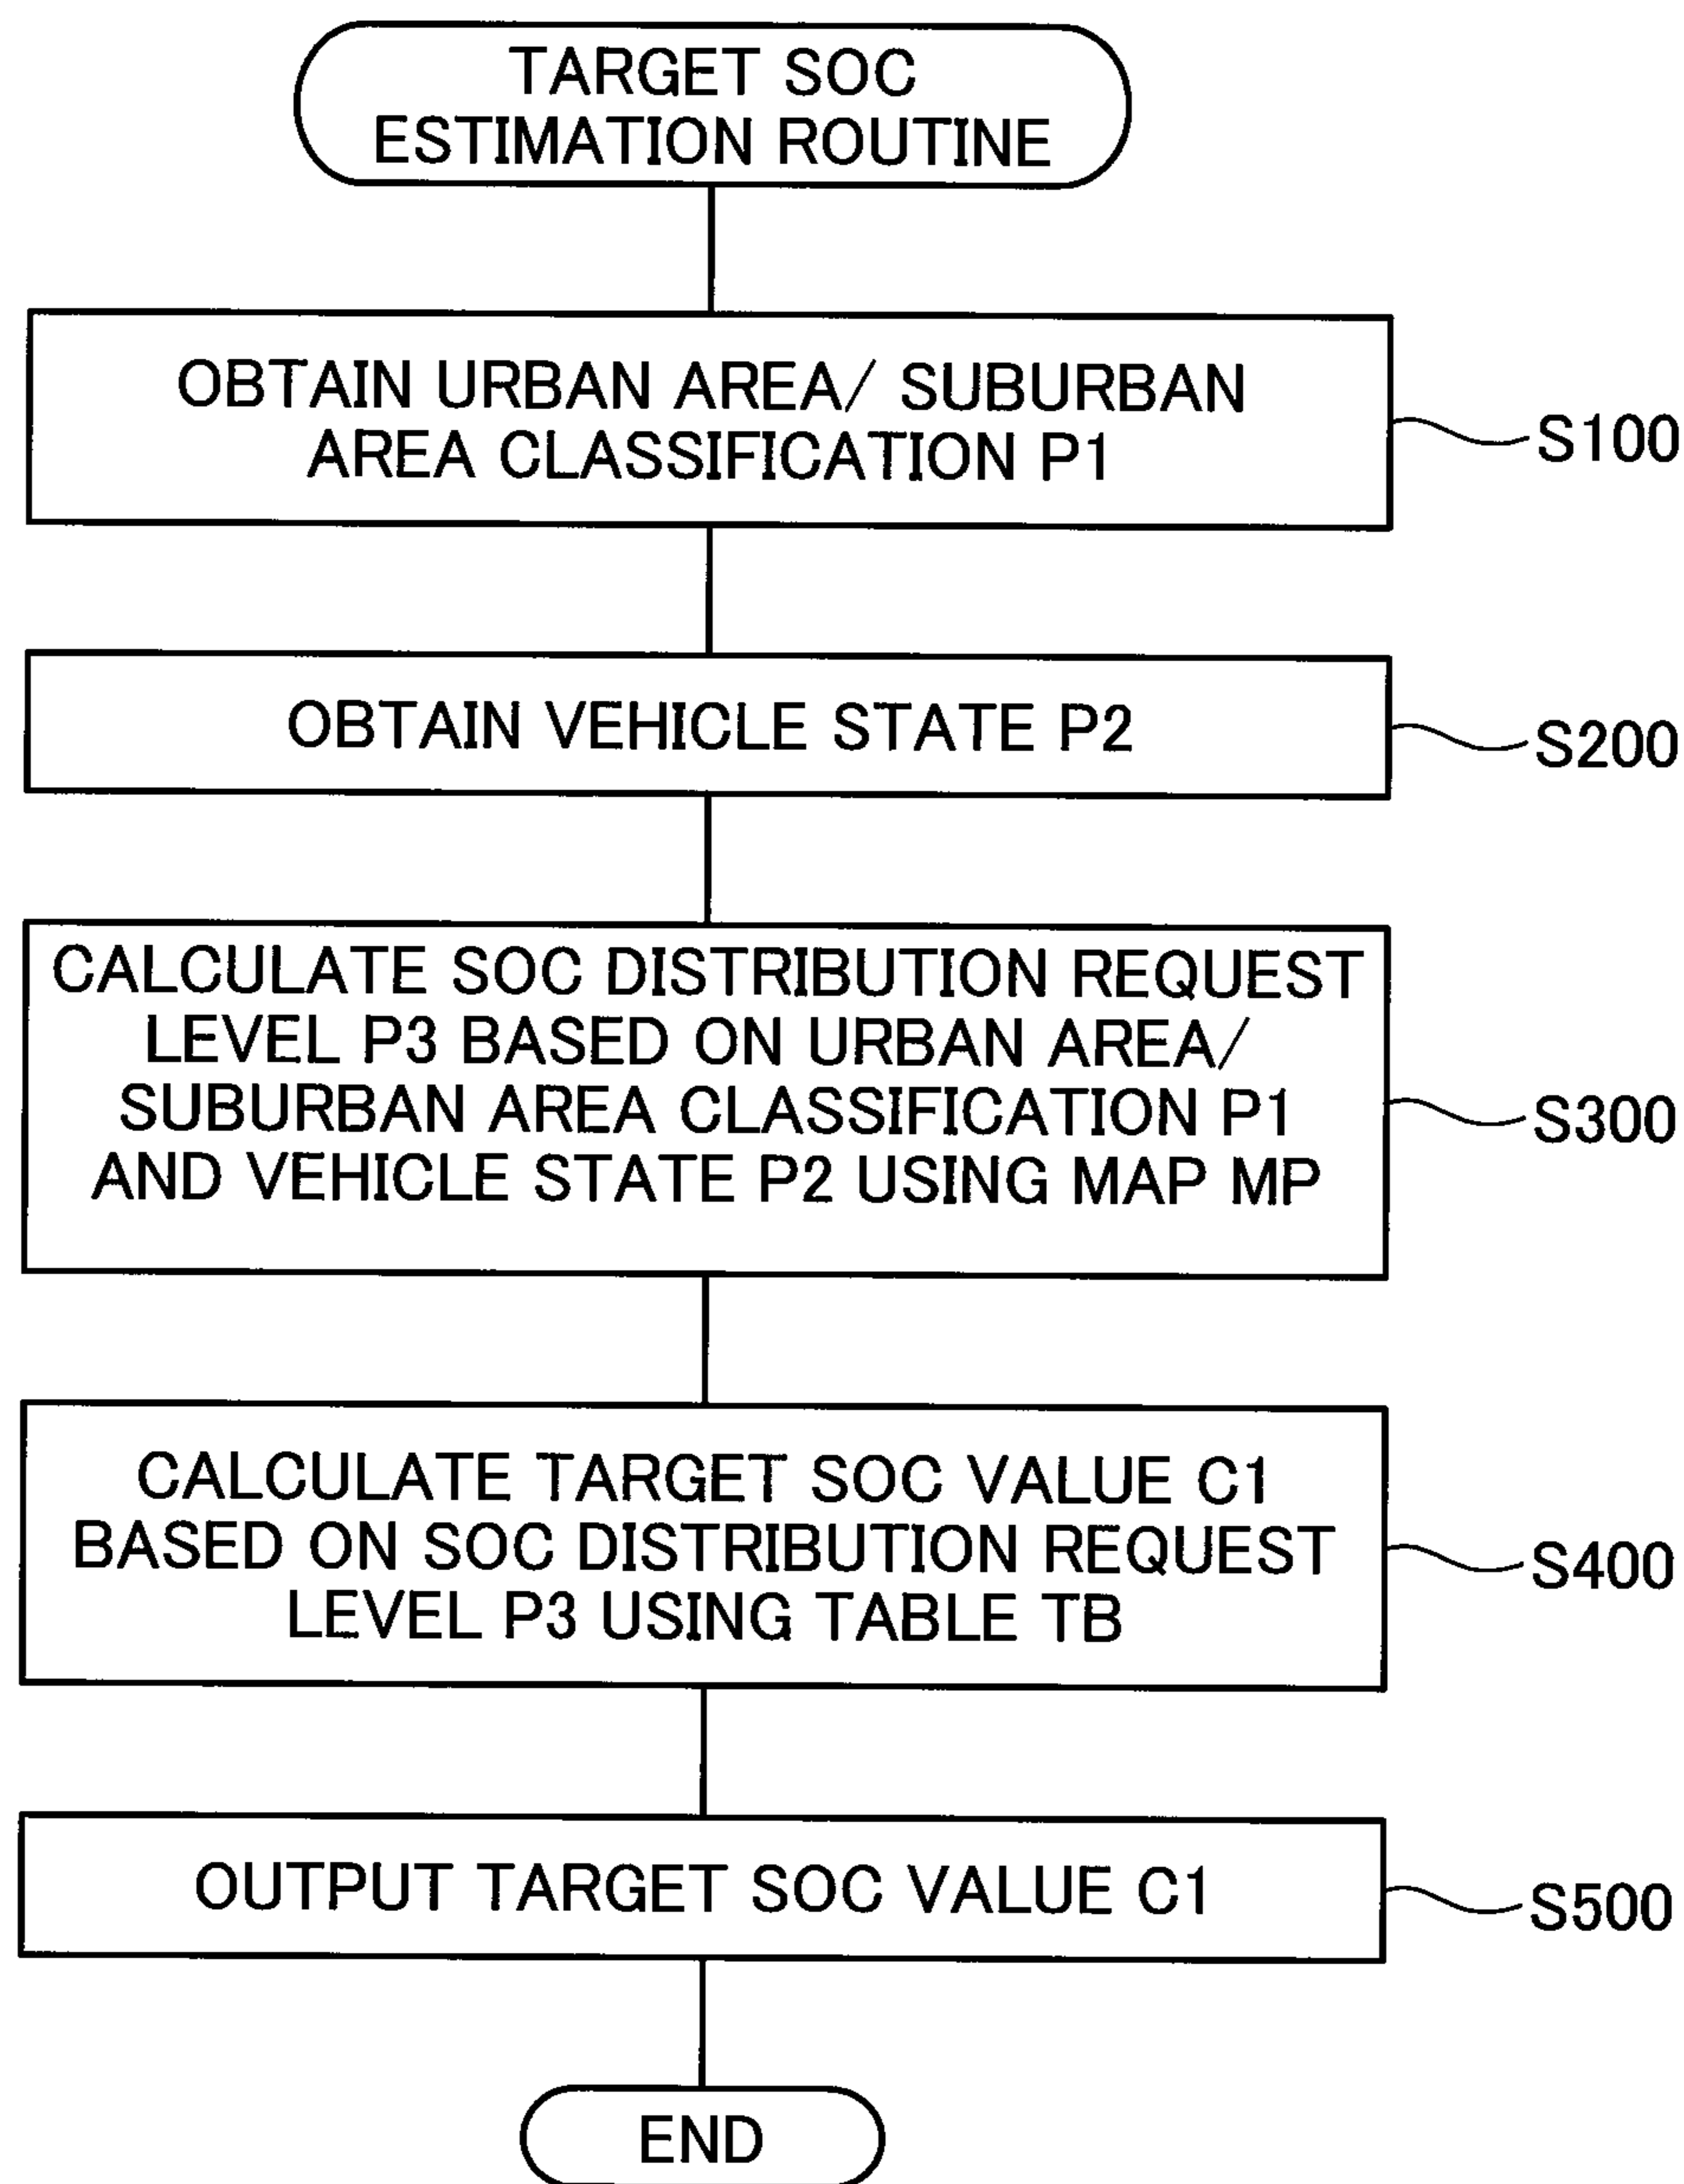 TARGET SOC
ESTIMATION ROUTINE
OBTAIN URBAN AREA/ SUBURBAN
AREA CLASSIFICATION P1
S100
OBTAIN VEHICLE STATE P2
S200
CALCULATE SOC DISTRIBUTION REQUEST
LEVEL P3 BASED ON URBAN AREA/
SUBURBAN AREA CLASSIFICATION P1
AND VEHICLE STATE P2 USING MAP MP
S300
CALCULATE TARGET SOC VALUE C1
BASED ON SOC DISTRIBUTION REQUEST
LEVEL P3 USING TABLE TB
S400
OUTPUT TARGET SOC VALUE C1
S500
END